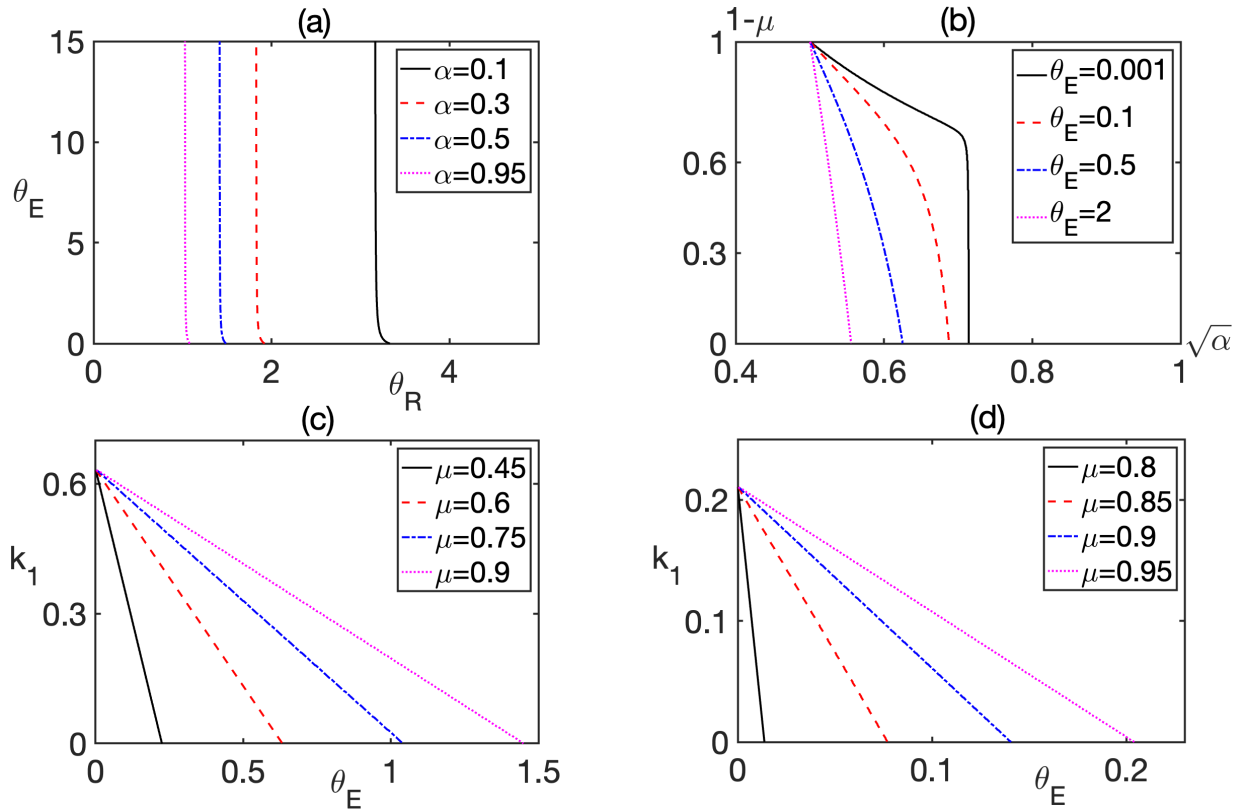 (a)
15
10
5
0
θ_E
0
2
4
θ_R
α=0.1
α=0.3
α=0.5
α=0.95
(b)
1-μ
1
0.6
0.3
0
0.4
0.6
0.8
1
√α
θ_E=0.001
θ_E=0.1
θ_E=0.5
θ_E=2
(c)
0.6
k_1
0.3
0
0
0.5
1
1.5
θ_E
μ=0.45
μ=0.6
μ=0.75
μ=0.9
(d)
0.2
k_1
0.1
0
0
0.1
0.2
θ_E
μ=0.8
μ=0.85
μ=0.9
μ=0.95